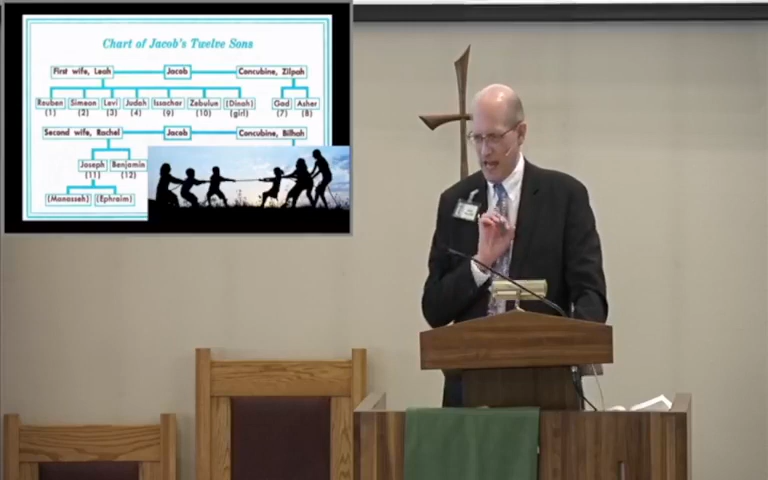 Chart of Jacob's Twelve Sons
First wife, Leah Jacob Concubine, Zilpah
Reuben Simeon Levi Judah Issachar Zebulun (Dinah) Gad Asher
(1) (2) (3) (4) (9) (10) (girl) (7) (8)
Second wife, Rachel Jacob Concubine, Bilhah
Joseph Benjamin
(11) (12)
(Manasseh) (Ephraim)